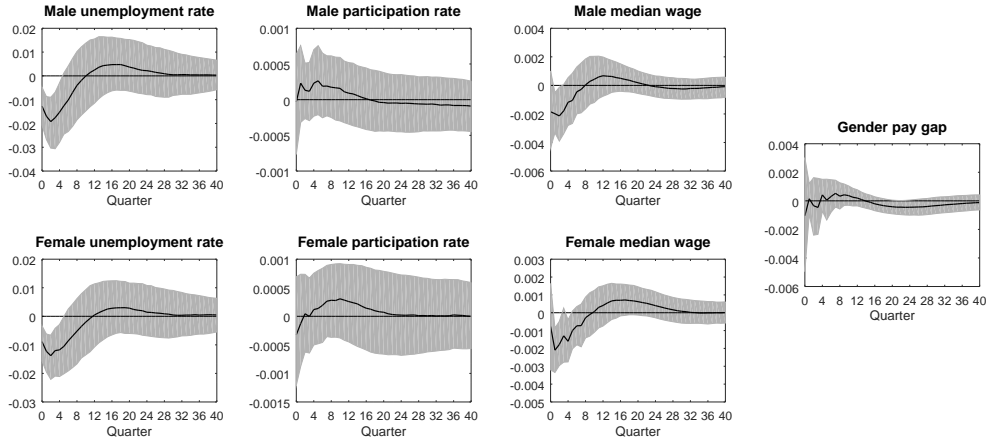 Male unemployment rate
0.02
0.01
0
-0.01
-0.02
-0.03
-0.04
0 4 8 12 16 20 24 28 32 36 40
Quarter
Male participation rate
0.001
0.0005
0
-0.0005
-0.001
0 4 8 12 16 20 24 28 32 36 40
Quarter
Male median wage
0.004
0.002
0
-0.002
-0.004
-0.006
0 4 8 12 16 20 24 28 32 36 40
Quarter
Gender pay gap
0.004
0.002
0
-0.002
-0.004
-0.006
0 4 8 12 16 20 24 28 32 36 40
Quarter
Female unemployment rate
0.02
0.01
0
-0.01
-0.02
-0.03
0 4 8 12 16 20 24 28 32 36 40
Quarter
Female participation rate
0.001
0.0005
0
-0.0005
-0.001
-0.0015
0 4 8 12 16 20 24 28 32 36 40
Quarter
Female median wage
0.003
0.002
0.001
0
-0.001
-0.002
-0.003
-0.004
-0.005
0 4 8 12 16 20 24 28 32 36 40
Quarter